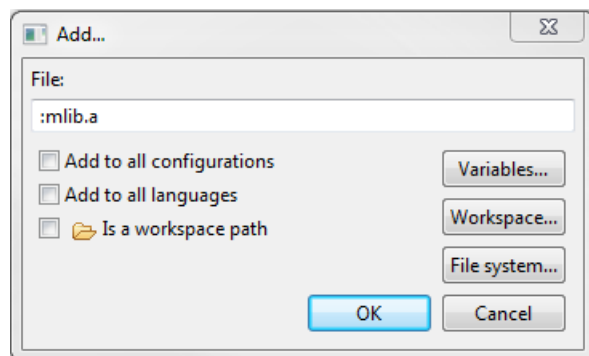 Add...
File:
:mlib.a
Add to all configurations
Variables...
Add to all languages
Workspace...
Is a workspace path
File system...
OK
Cancel